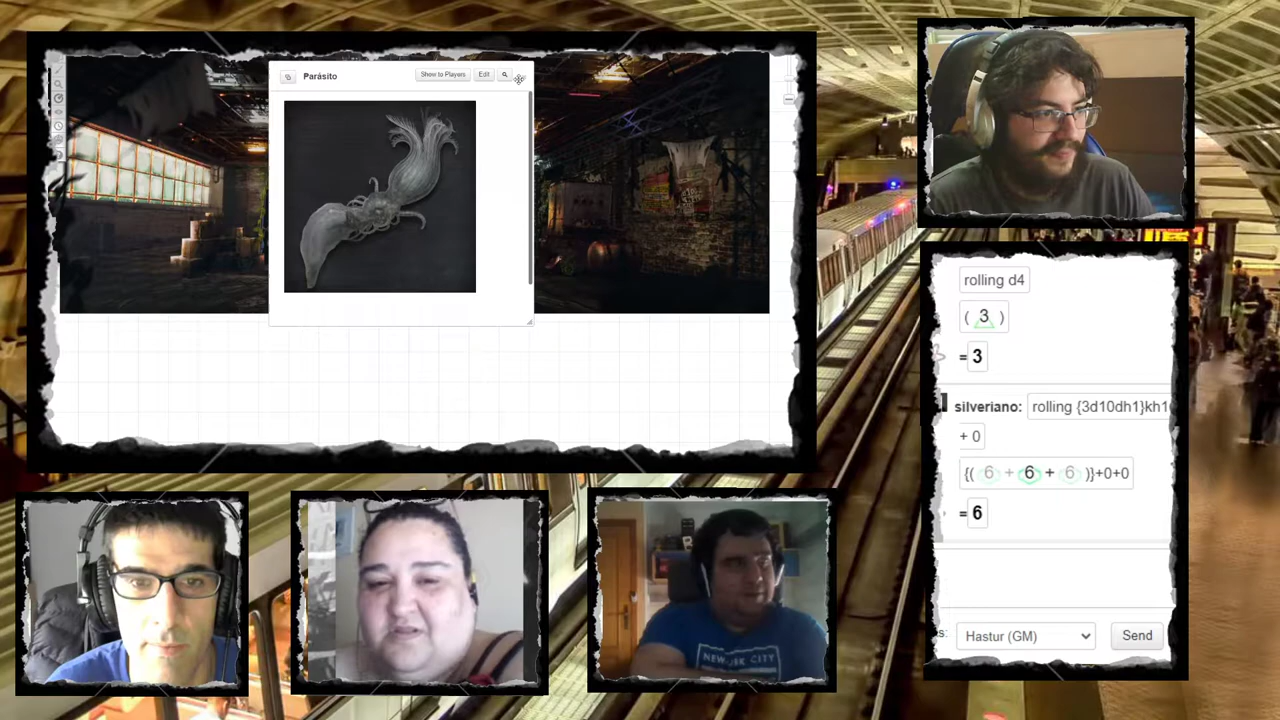 Parásito
Show to Players
Edit
rolling d4
( 3 )
= 3
silveriano: rolling {3d10dh1}kh1
+ 0
{( 6 + 6 + 6 )}+0+0
= 6
s:
Hastur (GM)
Send
NEW YORK CITY